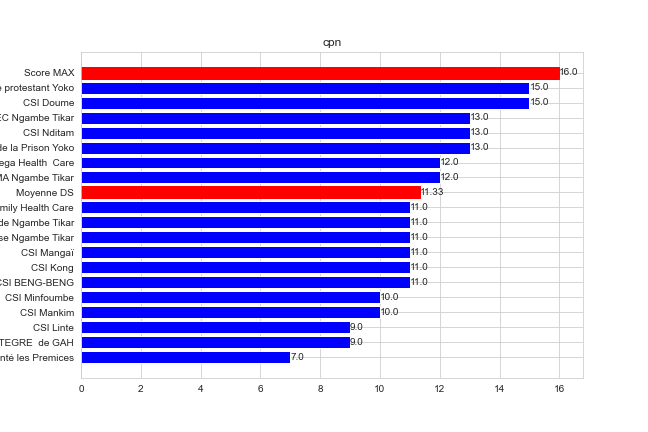 cpn
Score MAX 16.0
protestant Yoko 15.0
CSI Doume 15.0
EC Ngambe Tikar 13.0
CSI Nditam 13.0
de la Prison Yoko 13.0
ega Health Care 12.0
MA Ngambe Tikar 12.0
Moyenne DS 11.33
mily Health Care 11.0
de Ngambe Tikar 11.0
se Ngambe Tikar 11.0
CSI Mangaï 11.0
CSI Kong 11.0
CSI BENG-BENG 11.0
CSI Minfoumbe 10.0
CSI Mankim 10.0
CSI Linte 9.0
TEGRE de GAH 9.0
nté les Premices 7.0
0 2 4 6 8 10 12 14 16